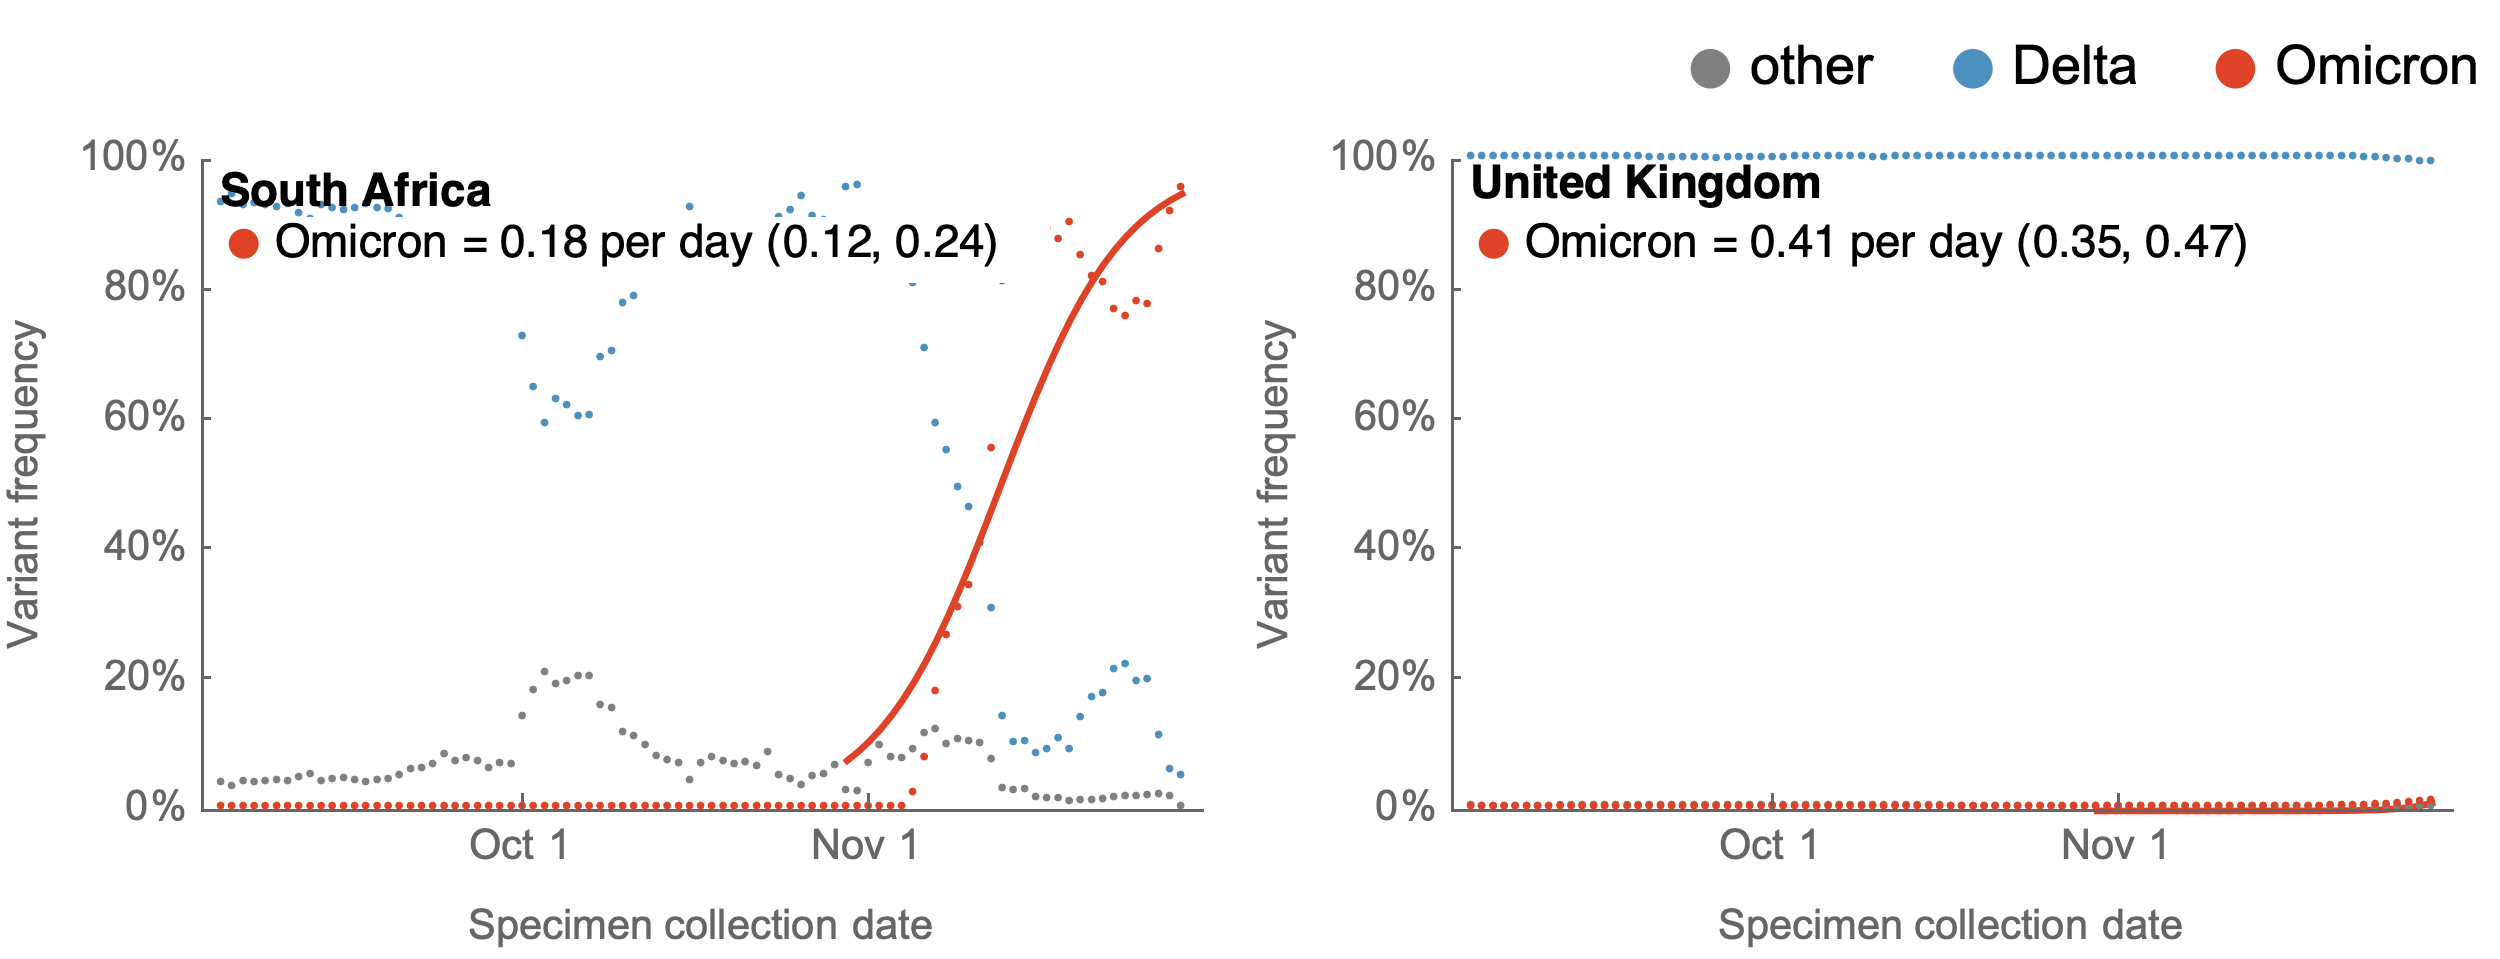 other Delta Omicron
100%
South Africa
Omicron = 0.18 per day (0.12, 0.24)
80%
60%
40%
20%
0%
Variant frequency
Oct 1 Nov 1
Specimen collection date
100%
United Kingdom
Omicron = 0.41 per day (0.35, 0.47)
80%
60%
40%
20%
0%
Variant frequency
Oct 1 Nov 1
Specimen collection date